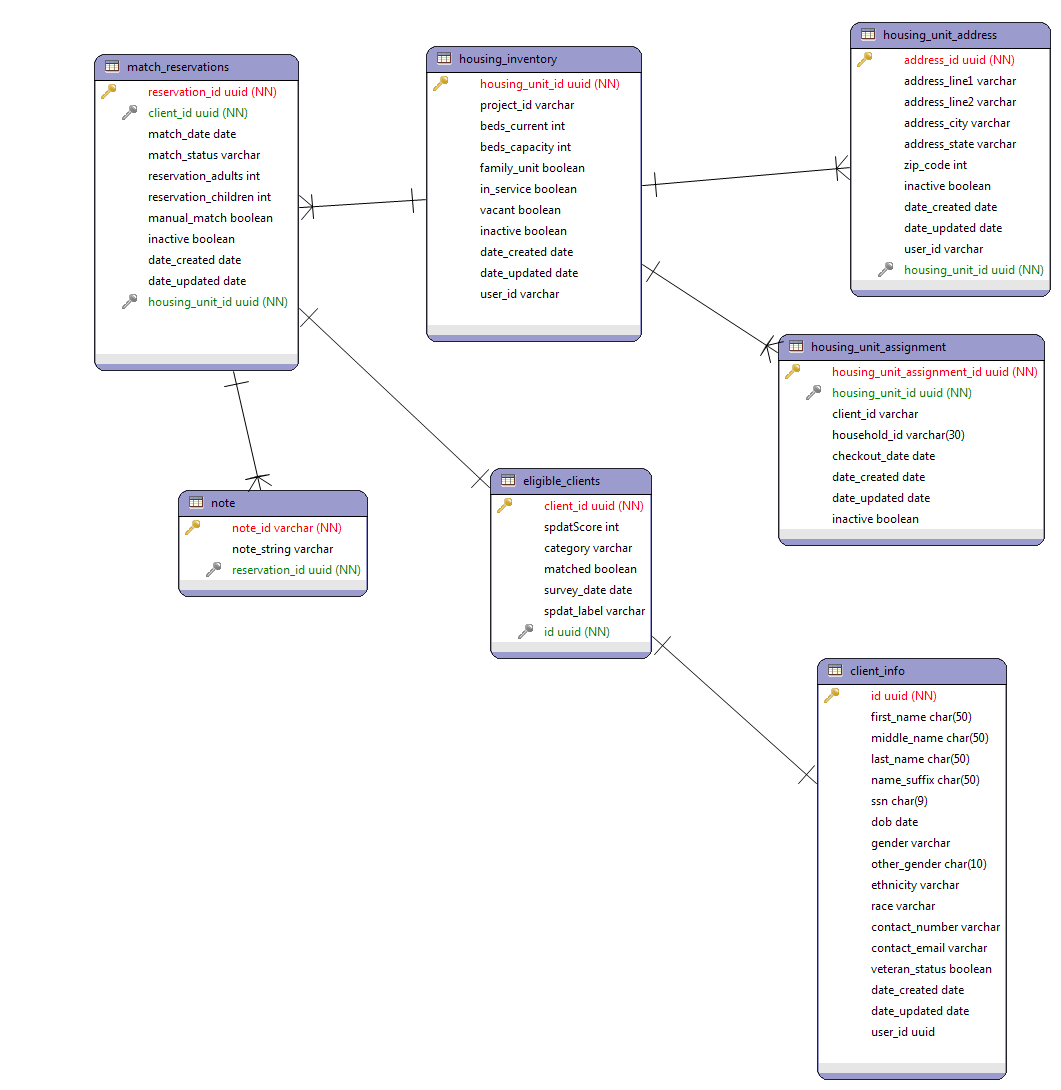 match_reservations
reservation_id uuid (NN)
client_id uuid (NN)
match_date date
match_status varchar
reservation_adults int
reservation_children int
manual_match boolean
inactive boolean
date_created date
date_updated date
housing_unit_id uuid (NN)
housing_inventory
housing_unit_id uuid (NN)
project_id varchar
beds_current int
beds_capacity int
family_unit boolean
in_service boolean
vacant boolean
inactive boolean
date_created date
date_updated date
user_id varchar
housing_unit_address
address_id uuid (NN)
address_line1 varchar
address_line2 varchar
address_city varchar
address_state varchar
zip_code int
inactive boolean
date_created date
date_updated date
user_id varchar
housing_unit_id uuid (NN)
housing_unit_assignment
housing_unit_assignment_id uuid (NN)
housing_unit_id uuid (NN)
client_id varchar
household_id varchar(30)
checkout_date date
date_created date
date_updated date
inactive boolean
note
note_id varchar (NN)
note_string varchar
reservation_id uuid (NN)
eligible_clients
client_id uuid (NN)
spdatScore int
category varchar
matched boolean
survey_date date
spdat_label varchar
id uuid (NN)
client_info
id uuid (NN)
first_name char(50)
middle_name char(50)
last_name char(50)
name_suffix char(50)
ssn char(9)
dob date
gender varchar
other_gender char(10)
ethnicity varchar
race varchar
contact_number varchar
contact_email varchar
veteran_status boolean
date_created date
date_updated date
user_id uuid